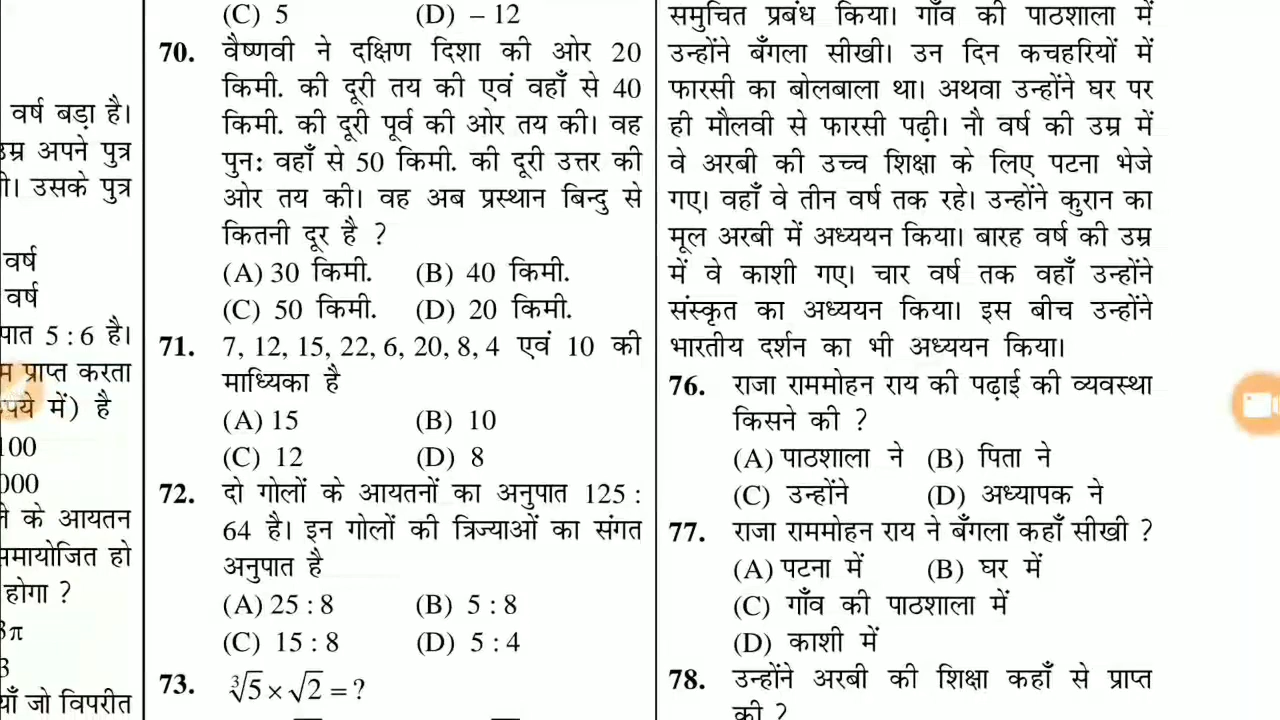 वर्ष बड़ा है।
उम्र अपने पुत्र
उसके पुत्र
वर्ष
वर्ष
5 : 6 है।
प्राप्त करता
में) है
के आयतन
समायोजित हो
होगा ?
जो विपरीत
(C) 5 (D) – 12
70. वैष्णवी ने दक्षिण दिशा की ओर 20
किमी. की दूरी तय की एवं वहाँ से 40
किमी. की दूरी पूर्व की ओर तय की। वह
पुन: वहाँ से 50 किमी. की दूरी उत्तर की
ओर तय की। वह अब प्रस्थान बिन्दु से
कितनी दूर है ?
(A) 30 किमी. (B) 40 किमी.
(C) 50 किमी. (D) 20 किमी.
71. 7, 12, 15, 22, 6, 20, 8, 4 एवं 10 की
माध्यिका है
(A) 15 (B) 10
(C) 12 (D) 8
72. दो गोलों के आयतनों का अनुपात 125 :
64 है। इन गोलों की त्रिज्याओं का संगत
अनुपात है
(A) 25 : 8 (B) 5 : 8
(C) 15 : 8 (D) 5 : 4
73. ∛5 × √2 = ?
समुचित प्रबंध किया। गाँव की पाठशाला में
उन्होंने बँगला सीखी। उन दिन कचहरियों में
फारसी का बोलबाला था। अथवा उन्होंने घर पर
ही मौलवी से फारसी पढ़ी। नौ वर्ष की उम्र में
वे अरबी की उच्च शिक्षा के लिए पटना भेजे
गए। वहाँ वे तीन वर्ष तक रहे। उन्होंने कुरान का
मूल अरबी में अध्ययन किया। बारह वर्ष की उम्र
में वे काशी गए। चार वर्ष तक वहाँ उन्होंने
संस्कृत का अध्ययन किया। इस बीच उन्होंने
भारतीय दर्शन का भी अध्ययन किया।
76. राजा राममोहन राय की पढ़ाई की व्यवस्था
किसने की ?
(A) पाठशाला ने (B) पिता ने
(C) उन्होंने (D) अध्यापक ने
77. राजा राममोहन राय ने बँगला कहाँ सीखी ?
(A) पटना में (B) घर में
(C) गाँव की पाठशाला में
(D) काशी में
78. उन्होंने अरबी की शिक्षा कहाँ से प्राप्त
की ?